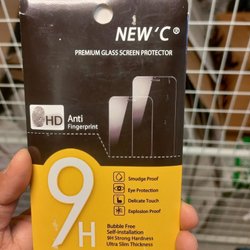 NEW'C®
PREMIUM GLASS SCREEN PROTECTOR
HD
Anti
Fingerprint
9H
Smudge Proof
Eye Protection
Delicate Touch
Explosion Proof
Bubble Free
Self-installation
9H Strong Hardness
Ultra Slim Thickness